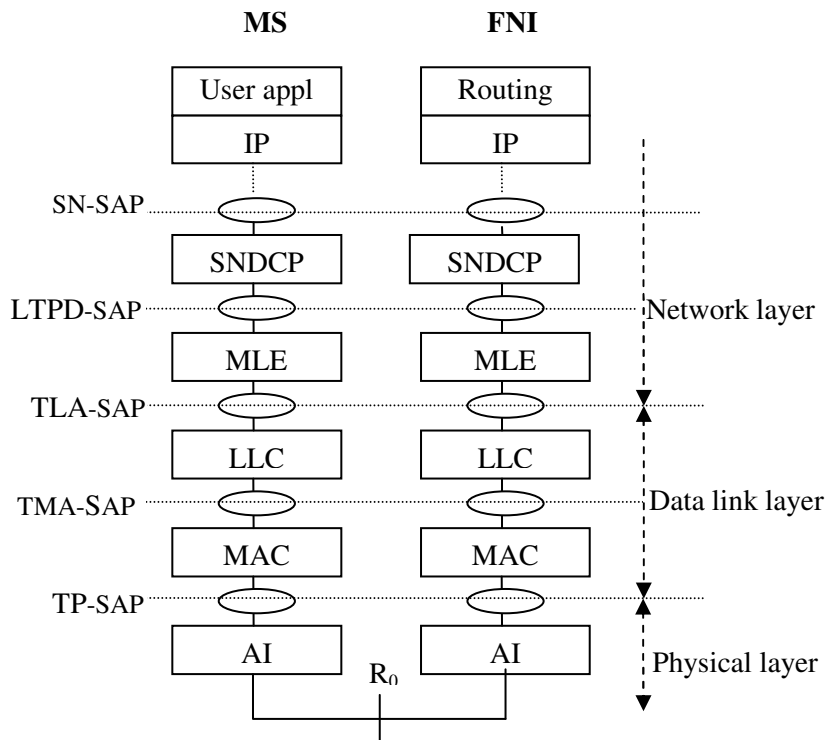 MS FNI
User appl Routing
IP IP
SN-SAP
SNDCP SNDCP
LTPD-SAP Network layer
MLE MLE
TLA-SAP
LLC LLC
TMA-SAP Data link layer
MAC MAC
TP-SAP
AI AI Physical layer
R₀